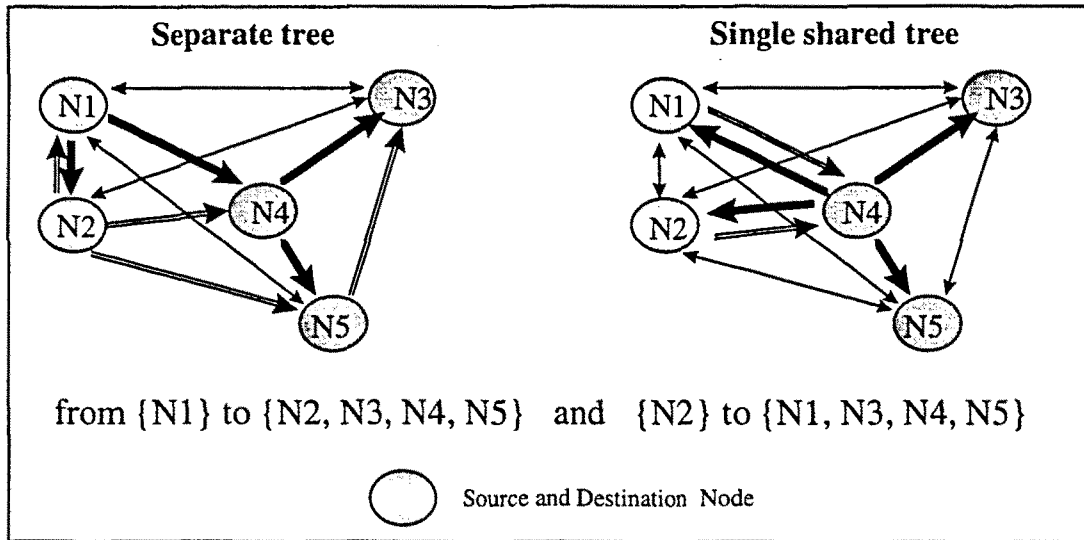 Separate tree
Single shared tree
N1
N3
N2
N4
N5
N1
N3
N2
N4
N5
from {N1} to {N2, N3, N4, N5} and {N2} to {N1, N3, N4, N5}
Source and Destination Node